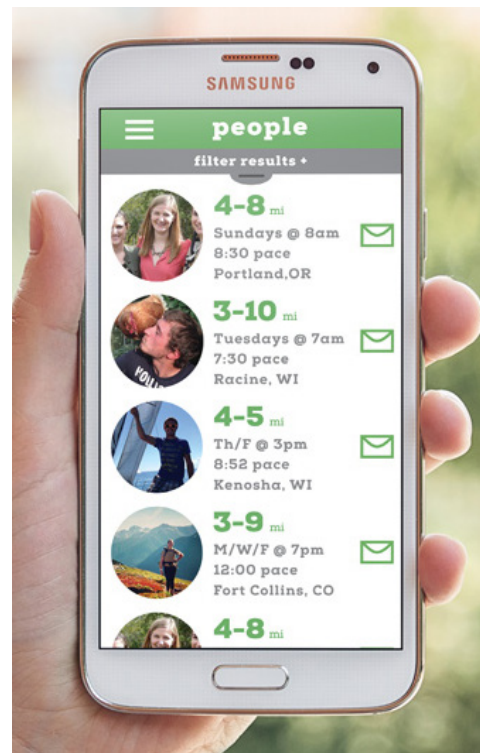 SAMSUNG
people
filter results +
4-8 mi
Sundays @ 8am
8:30 pace
Portland,OR
3-10 mi
Tuesdays @ 7am
7:30 pace
Racine, WI
4-5 mi
Th/F @ 3pm
8:52 pace
Kenosha, WI
3-9 mi
M/W/F @ 7pm
12:00 pace
Fort Collins, CO
4-8 mi